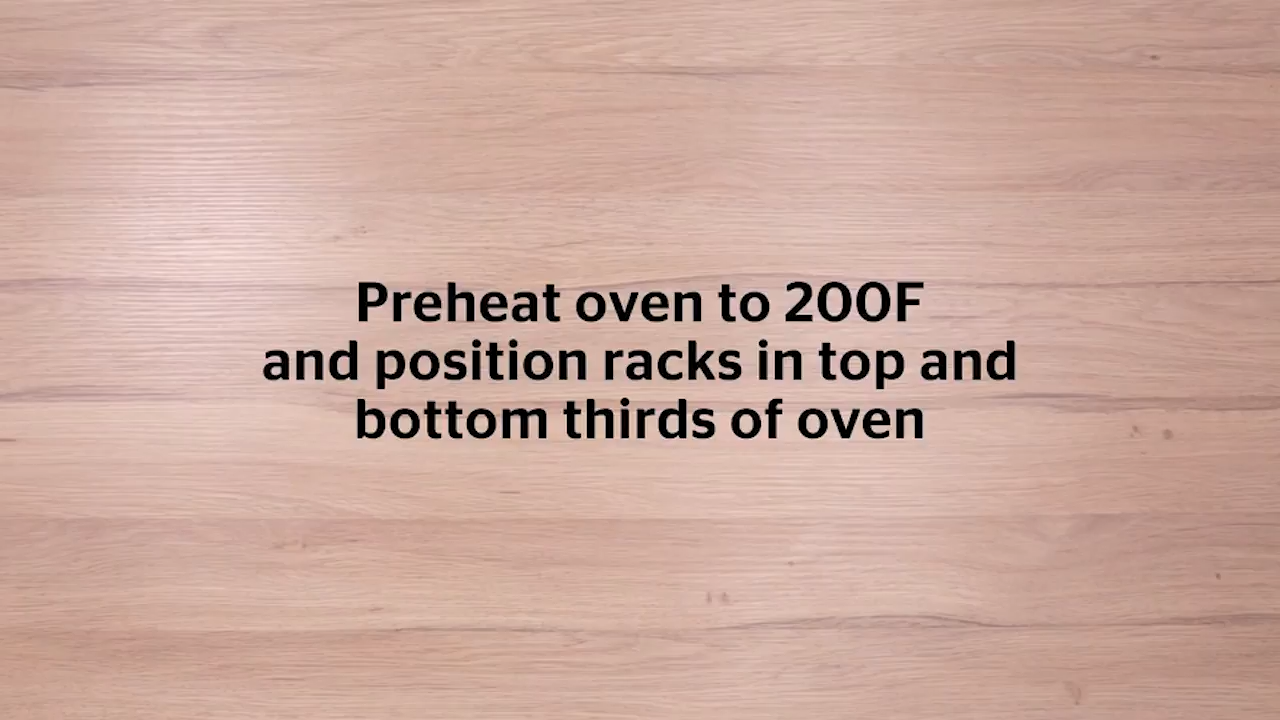 Preheat oven to 200F
and position racks in top and
bottom thirds of oven